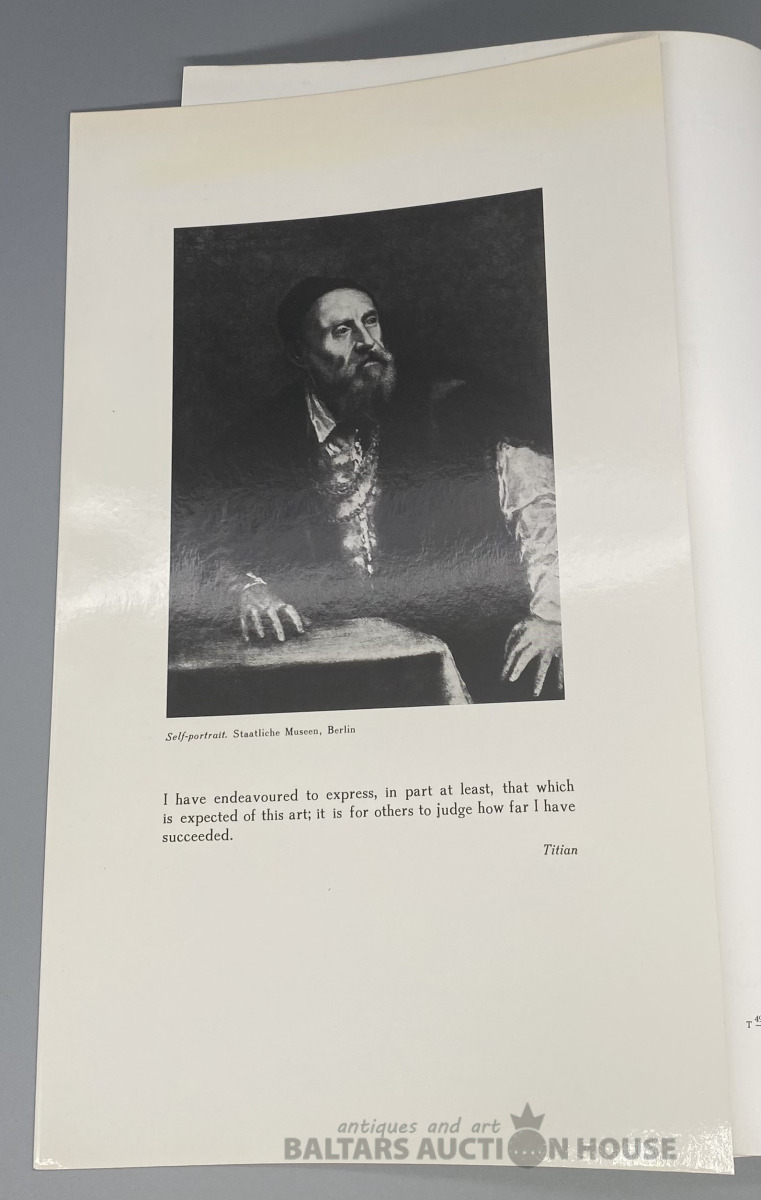 Self-portrait. Staatliche Museen, Berlin
I have endeavoured to express, in part at least, that which
is expected of this art; it is for others to judge how far I have
succeeded.
Titian
T
antiques and art
BALTARS AUCTION HOUSE